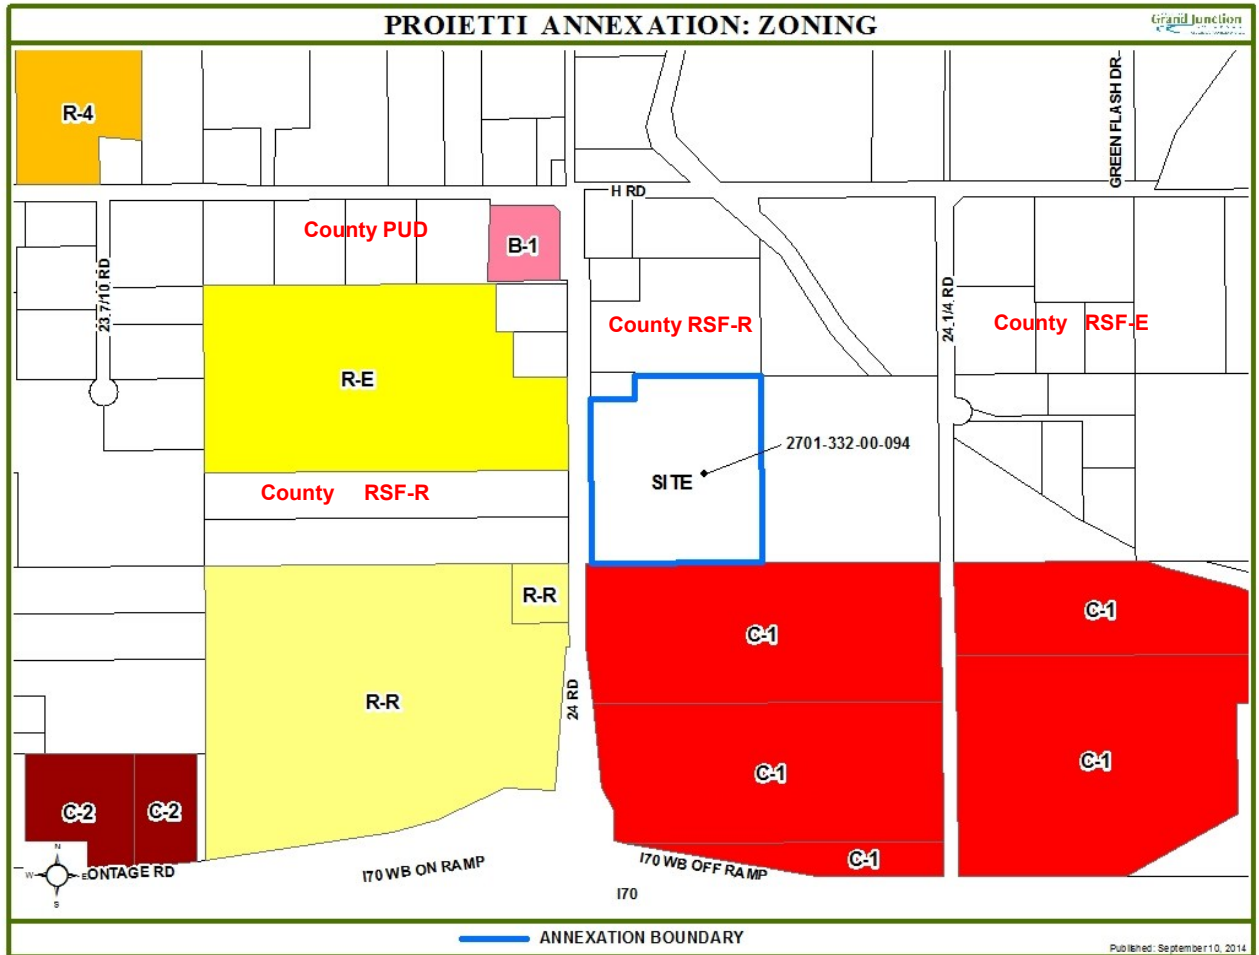 PROIETTI ANNEXATION: ZONING
Grand Junction
R-4
GREEN FLASH DR
H RD
County PUD
B-1
23 7/10 RD
24 1/4 RD
County RSF-R
County RSF-E
R-E
2701-332-00-094
SITE
County RSF-R
R-R
C-1
C-1
R-R
24 RD
C-1
C-1
C-2
C-2
C-1
N
W
E
S
ONTAGE RD
I70 WB ON RAMP
I70 WB OFF RAMP
I70
ANNEXATION BOUNDARY
Published: September 10, 2014